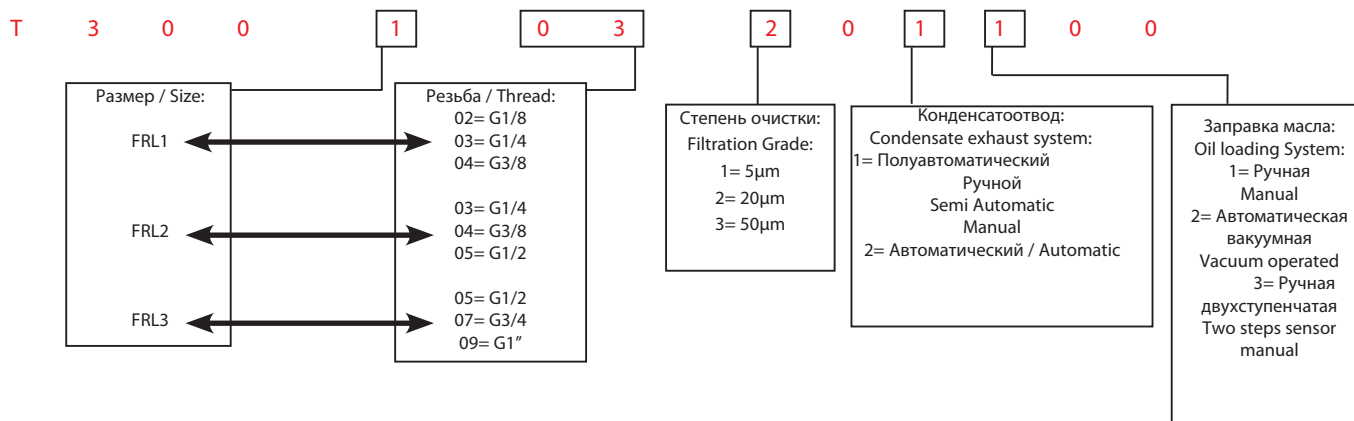 T 3 0 0 1 0 3 2 0 1 1 0 0
Размер / Size:
FRL1
FRL2
FRL3
Резьба / Thread:
02= G1/8
03= G1/4
04= G3/8
03= G1/4
04= G3/8
05= G1/2
05= G1/2
07= G3/4
09= G1”
Степень очистки:
Filtration Grade:
1= 5µm
2= 20µm
3= 50µm
Конденсатоотвод:
Condensate exhaust system:
1= Полуавтоматический
Ручной
Semi Automatic
Manual
2= Автоматический / Automatic
Заправка масла:
Oil loading System:
1= Ручная
Manual
2= Автоматическая
вакуумная
Vacuum operated
3= Ручная
двухступенчатая
Two steps sensor
manual